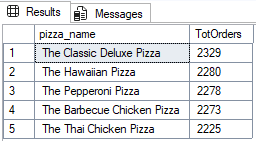 Results Messages
pizza_name TotOrders
1 The Classic Deluxe Pizza 2329
2 The Hawaiian Pizza 2280
3 The Pepperoni Pizza 2278
4 The Barbecue Chicken Pizza 2273
5 The Thai Chicken Pizza 2225